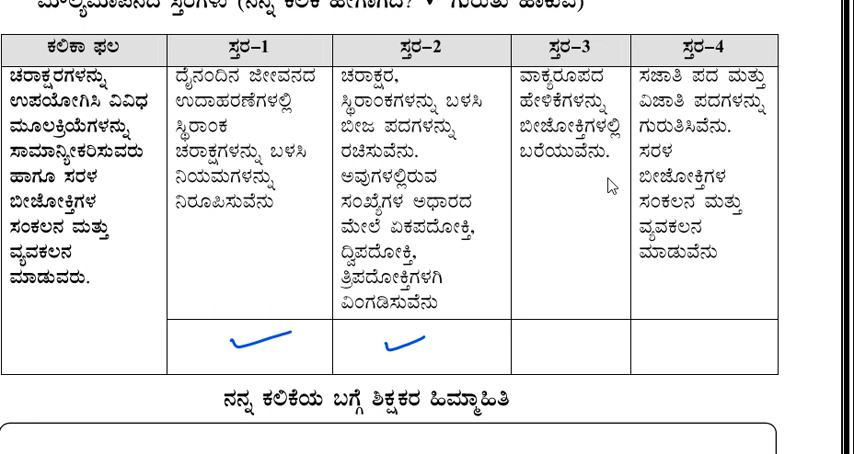 ಮೌಲ್ಯಮಾಪನದ ಸ್ತರಗಳು (ನನ್ನ ಕಲಿಕೆ ಹೇಗಾಗಿದೆ? ✓ ಗುರುತು ಹಾಕುವೆ)
ಕಲಿಕಾ ಫಲ
ಸ್ತರ-1
ಸ್ತರ-2
ಸ್ತರ-3
ಸ್ತರ-4
ಚರಾಕ್ಷರಗಳನ್ನು
ಉಪಯೋಗಿಸಿ ವಿವಿಧ
ಮೂಲಕ್ರಿಯೆಗಳನ್ನು
ಸಾಮಾನ್ಯೀಕರಿಸುವರು
ಹಾಗೂ ಸರಳ
ಬೀಜೋಕ್ತಿಗಳ
ಸಂಕಲನ ಮತ್ತು
ವ್ಯವಕಲನ
ಮಾಡುವರು.
ದೈನಂದಿನ ಜೀವನದ
ಉದಾಹರಣೆಗಳಲ್ಲಿ
ಸ್ಥಿರಾಂಕ
ಚರಾಕ್ಷಗಳನ್ನು ಬಳಸಿ
ನಿಯಮಗಳನ್ನು
ನಿರೂಪಿಸುವೆನು
ಚರಾಕ್ಷರ,
ಸ್ಥಿರಾಂಕಗಳನ್ನು ಬಳಸಿ
ಬೀಜ ಪದಗಳನ್ನು
ರಚಿಸುವೆನು.
ಅವುಗಳಲ್ಲಿರುವ
ಸಂಖ್ಯೆಗಳ ಅಧಾರದ
ಮೇಲೆ ಏಕಪದೋಕ್ತಿ,
ದ್ವಿಪದೋಕ್ತಿ,
ತ್ರಿಪದೋಕ್ತಿಗಳಗಿ
ವಿಂಗಡಿಸುವೆನು
ವಾಕ್ಯರೂಪದ
ಹೇಳಿಕೆಗಳನ್ನು
ಬೀಜೋಕ್ತಿಗಳಲ್ಲಿ
ಬರೆಯುವೆನು.
ಸಜಾತಿ ಪದ ಮತ್ತು
ವಿಜಾತಿ ಪದಗಳನ್ನು
ಗುರುತಿಸಿವೆನು.
ಸರಳ
ಬೀಜೋಕ್ತಿಗಳ
ಸಂಕಲನ ಮತ್ತು
ವ್ಯವಕಲನ
ಮಾಡುವೆನು
ನನ್ನ ಕಲಿಕೆಯ ಬಗ್ಗೆ ಶಿಕ್ಷಕರ ಹಿಮ್ಮಾಹಿತಿ